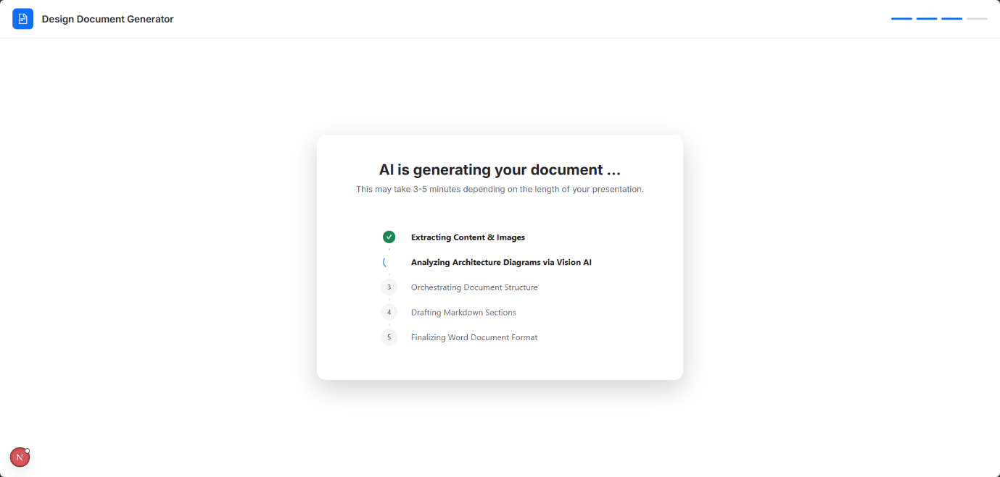 Design Document Generator
AI is generating your document ...
This may take 3-5 minutes depending on the length of your presentation.
Extracting Content & Images
Analyzing Architecture Diagrams via Vision AI
3 Orchestrating Document Structure
4 Drafting Markdown Sections
5 Finalizing Word Document Format
N